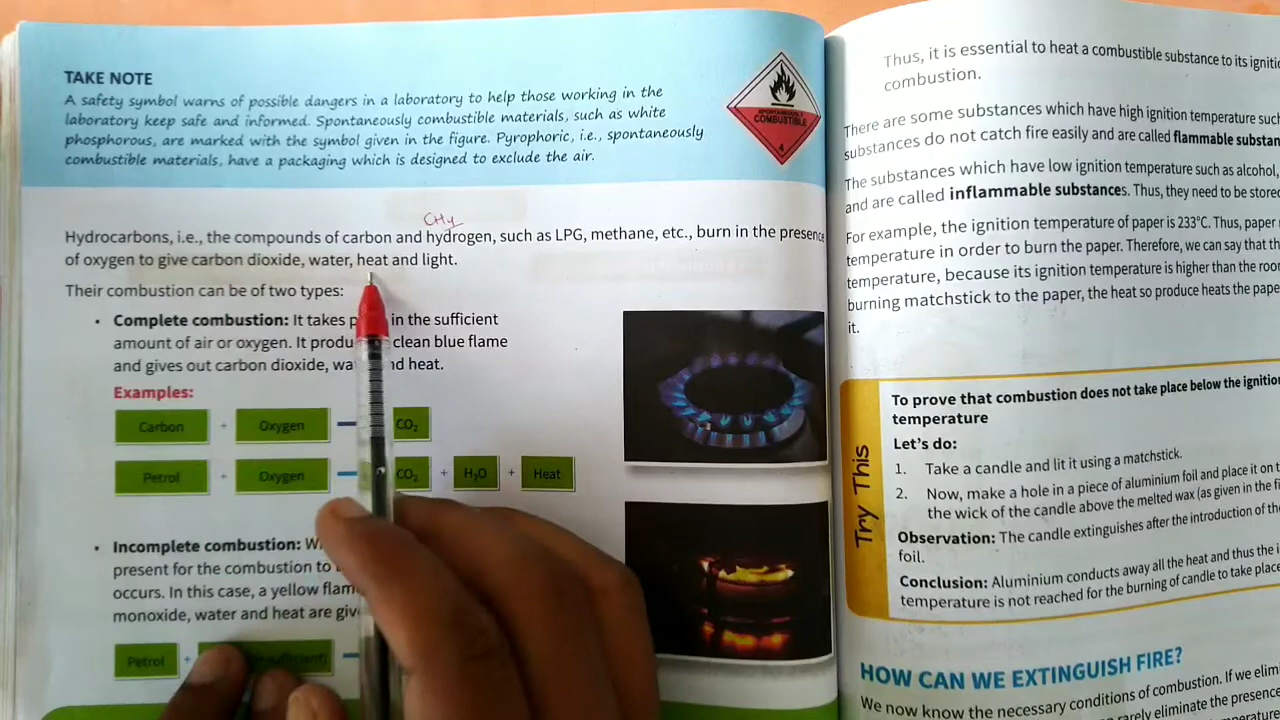 TAKE NOTE
A safety symbol warns of possible dangers in a laboratory to help those working in the
laboratory keep safe and informed. Spontaneously combustible materials, such as white
phosphorous, are marked with the symbol given in the figure. Pyrophoric, i.e., spontaneously
combustible materials, have a packaging which is designed to exclude the air.
SPONTANEOUSLY
COMBUSTIBLE
4
CH4
Hydrocarbons, i.e., the compounds of carbon and hydrogen, such as LPG, methane, etc., burn in the presence
of oxygen to give carbon dioxide, water, heat and light.
Their combustion can be of two types:
• Complete combustion: It takes in the sufficient
amount of air or oxygen. It clean blue flame
and gives out carbon dioxide, and heat.
Examples:
Carbon + Oxygen CO₂
Petrol + Oxygen CO₂ + H₂O + Heat
• Incomplete combustion:
present for the combustion to
occurs. In this case, a yellow
monoxide, water and heat are
Petrol +
Thus, it is essential to heat a combustible substance to its
combustion.
There are some substances which have high ignition temperature
substances do not catch fire easily and are called flammable
The substances which have low ignition temperature such as alcohol,
and are called inflammable substances. Thus, they need to be
For example, the ignition temperature of paper is 233°C. Thus, paper
temperature in order to burn the paper. Therefore, we can say that
temperature, because its ignition temperature is higher than the
burning matchstick to the paper, the heat so produce heats the
it.
Try This
To prove that combustion does not take place below the
temperature
Let's do:
1. Take a candle and lit it using a matchstick.
2. Now, make a hole in a piece of aluminium foil and place it on
the wick of the candle above the melted wax (as given in the
Observation: The candle extinguishes after the introduction of
foil.
Conclusion: Aluminium conducts away all the heat and thus the
temperature is not reached for the burning of candle to take
HOW CAN WE EXTINGUISH FIRE?
We now know the necessary conditions of combustion. If we
rarely eliminate the